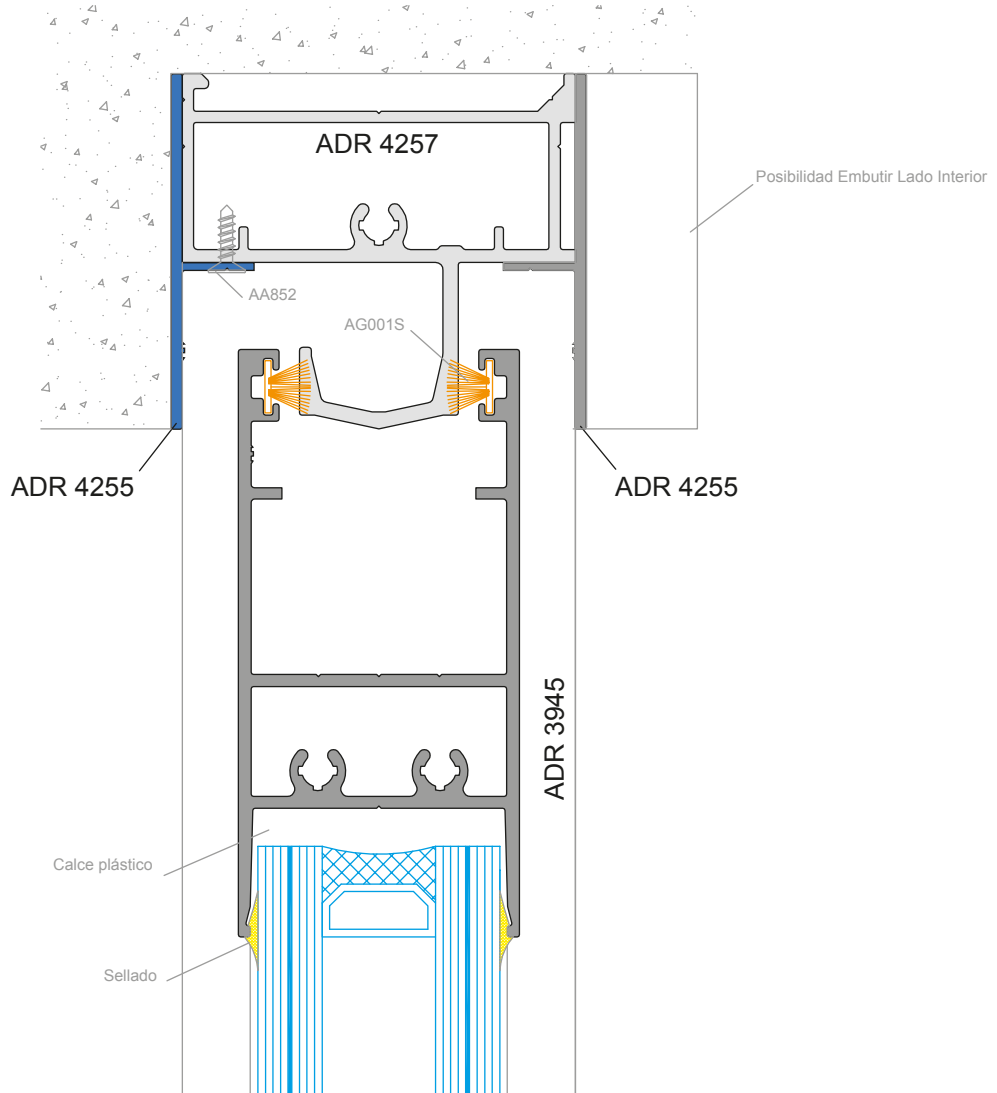 ADR 4257
Posibilidad Embutir Lado Interior
AA852
AG001S
ADR 4255
ADR 4255
ADR 3945
Calce plástico
Sellado